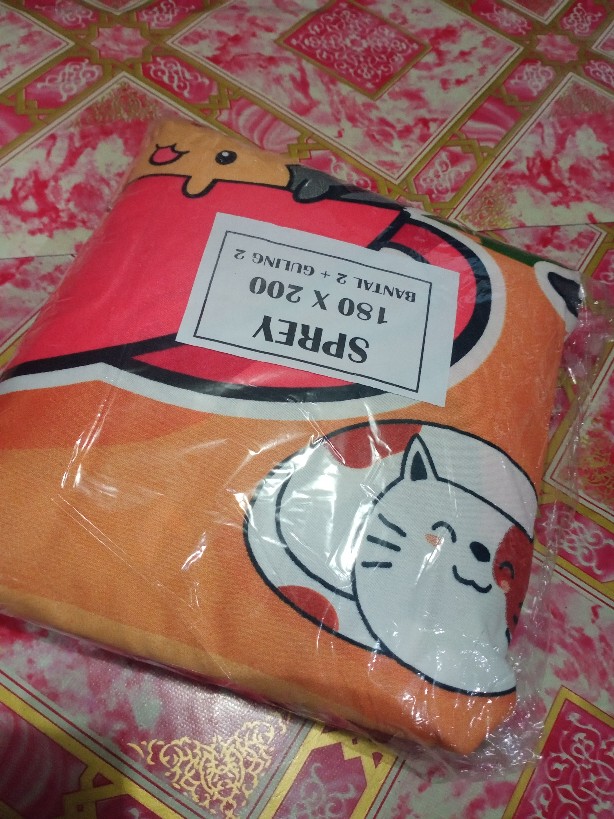 SPREY
180 X 200
BANTAL 2 + GULING 2